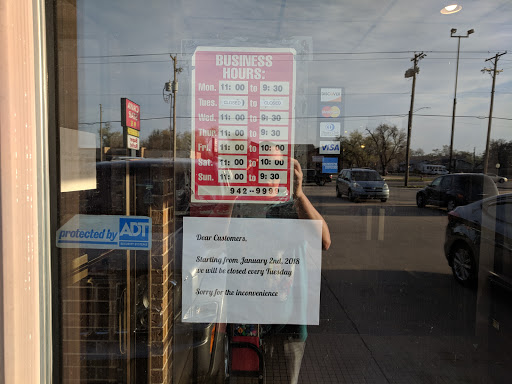 BUSINESS
HOURS:
Mon. 11:00 to 9:30
Tues. CLOSED to CLOSED
Wed. 11:00 to 9:30
Thur. 11:00 to 9:30
Fri. 11:00 to 10:00
Sat. 11:00 to 10:00
Sun. 11:00 to 9:30
942-9999
VISA
protected by ADT
Dear Customers,
Starting from January 2nd, 2018
we will be closed every Tuesday
Sorry for the inconvenience